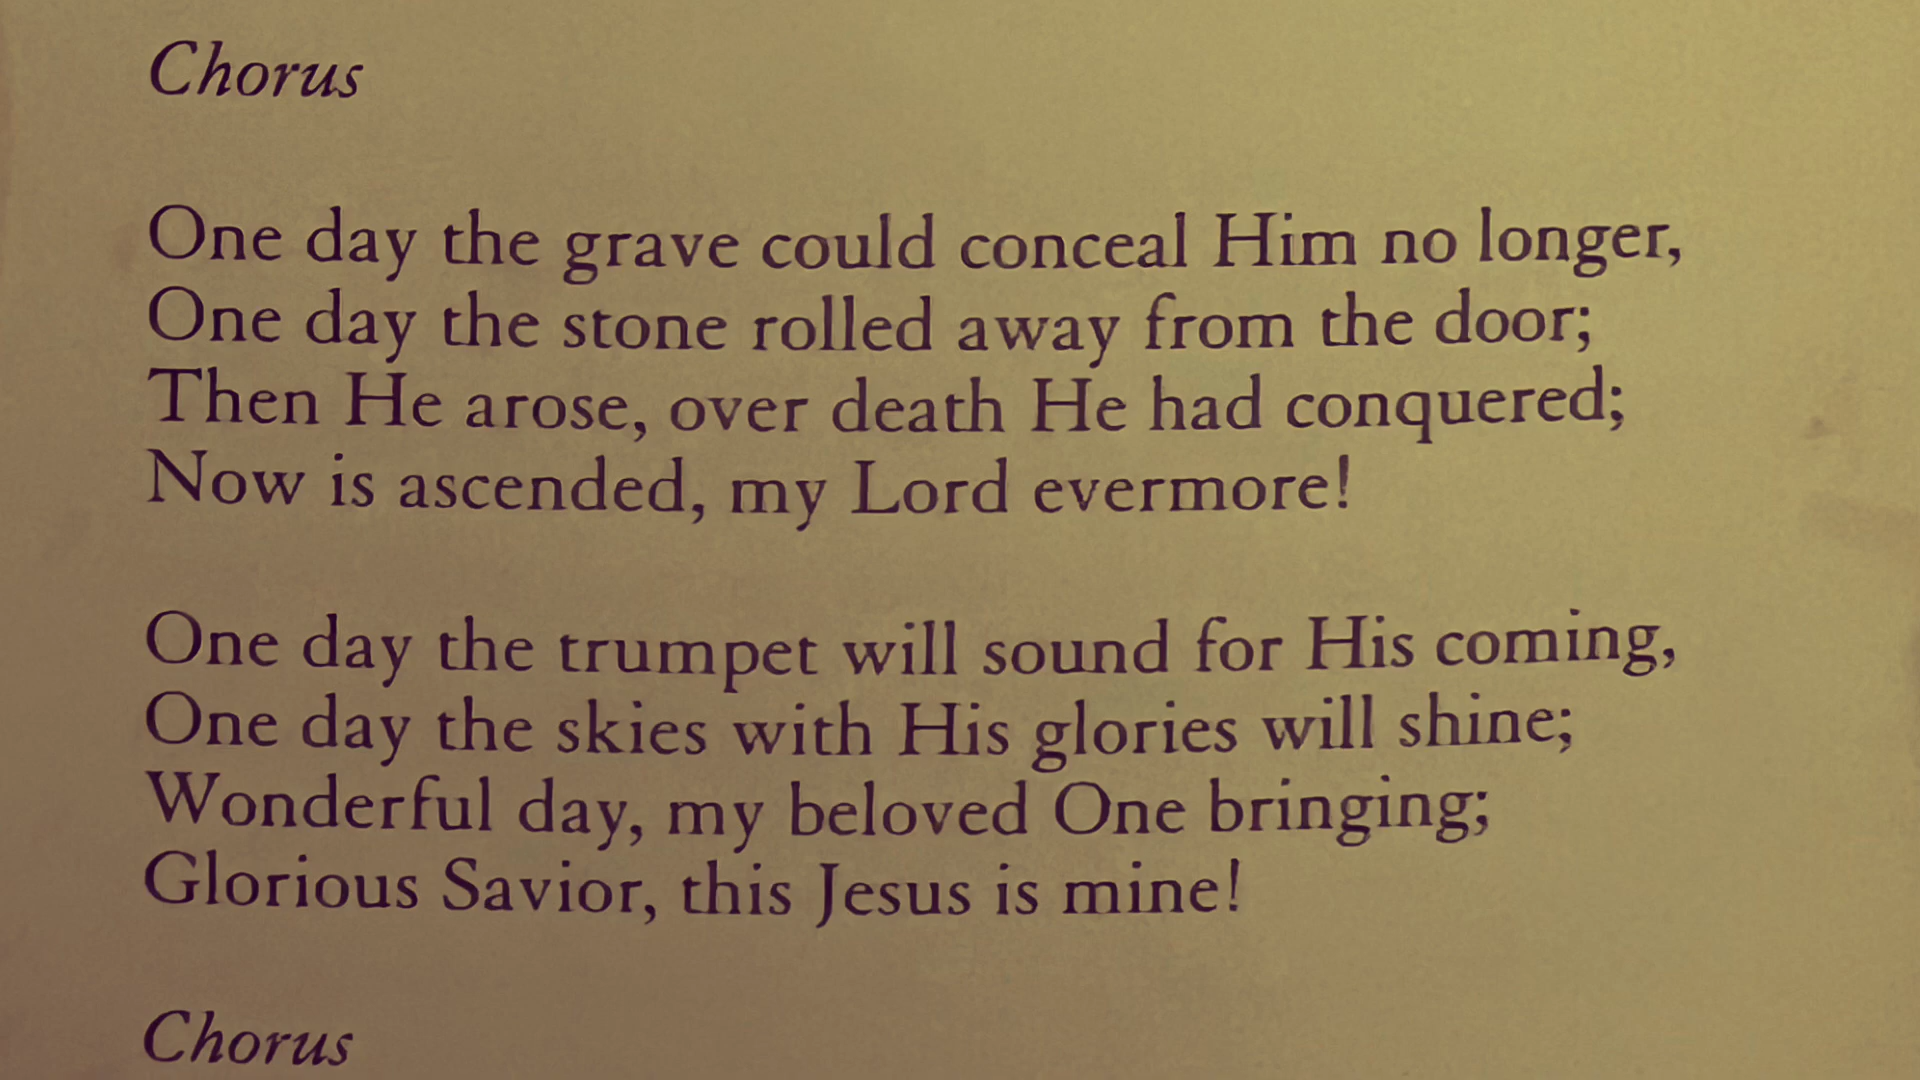 Chorus
One day the grave could conceal Him no longer,
One day the stone rolled away from the door;
Then He arose, over death He had conquered;
Now is ascended, my Lord evermore!
One day the trumpet will sound for His coming,
One day the skies with His glories will shine;
Wonderful day, my beloved One bringing;
Glorious Savior, this Jesus is mine!
Chorus